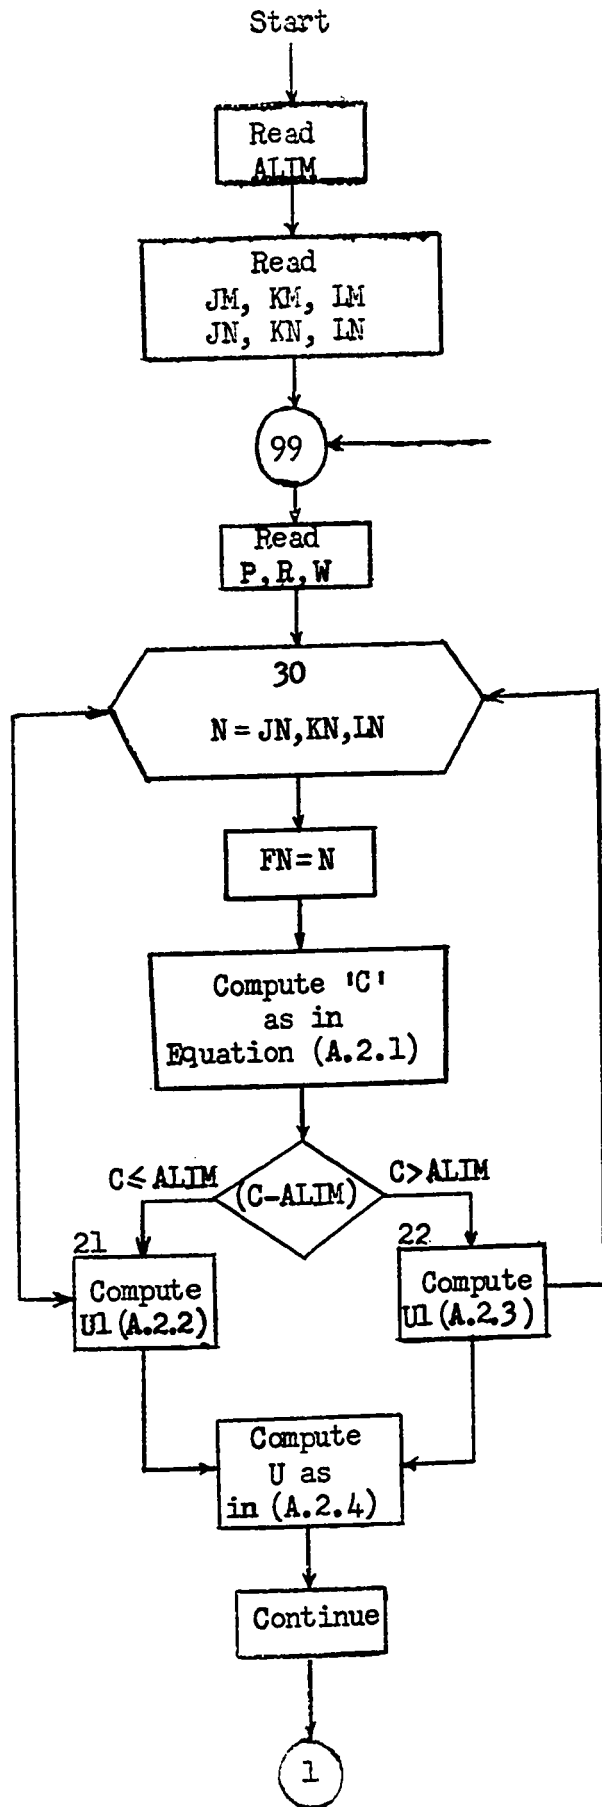 Start
Read
ALIM
Read
JM, KM, LM
JN, KN, LN
99
Read
P, R, W
30
N = JN, KN, LN
FN = N
Compute 'C'
as in
Equation (A.2.1)
C ≤ ALIM
(C-ALIM)
C > ALIM
21
Compute
U1 (A.2.2)
22
Compute
U1 (A.2.3)
Compute
U as
in (A.2.4)
Continue
1